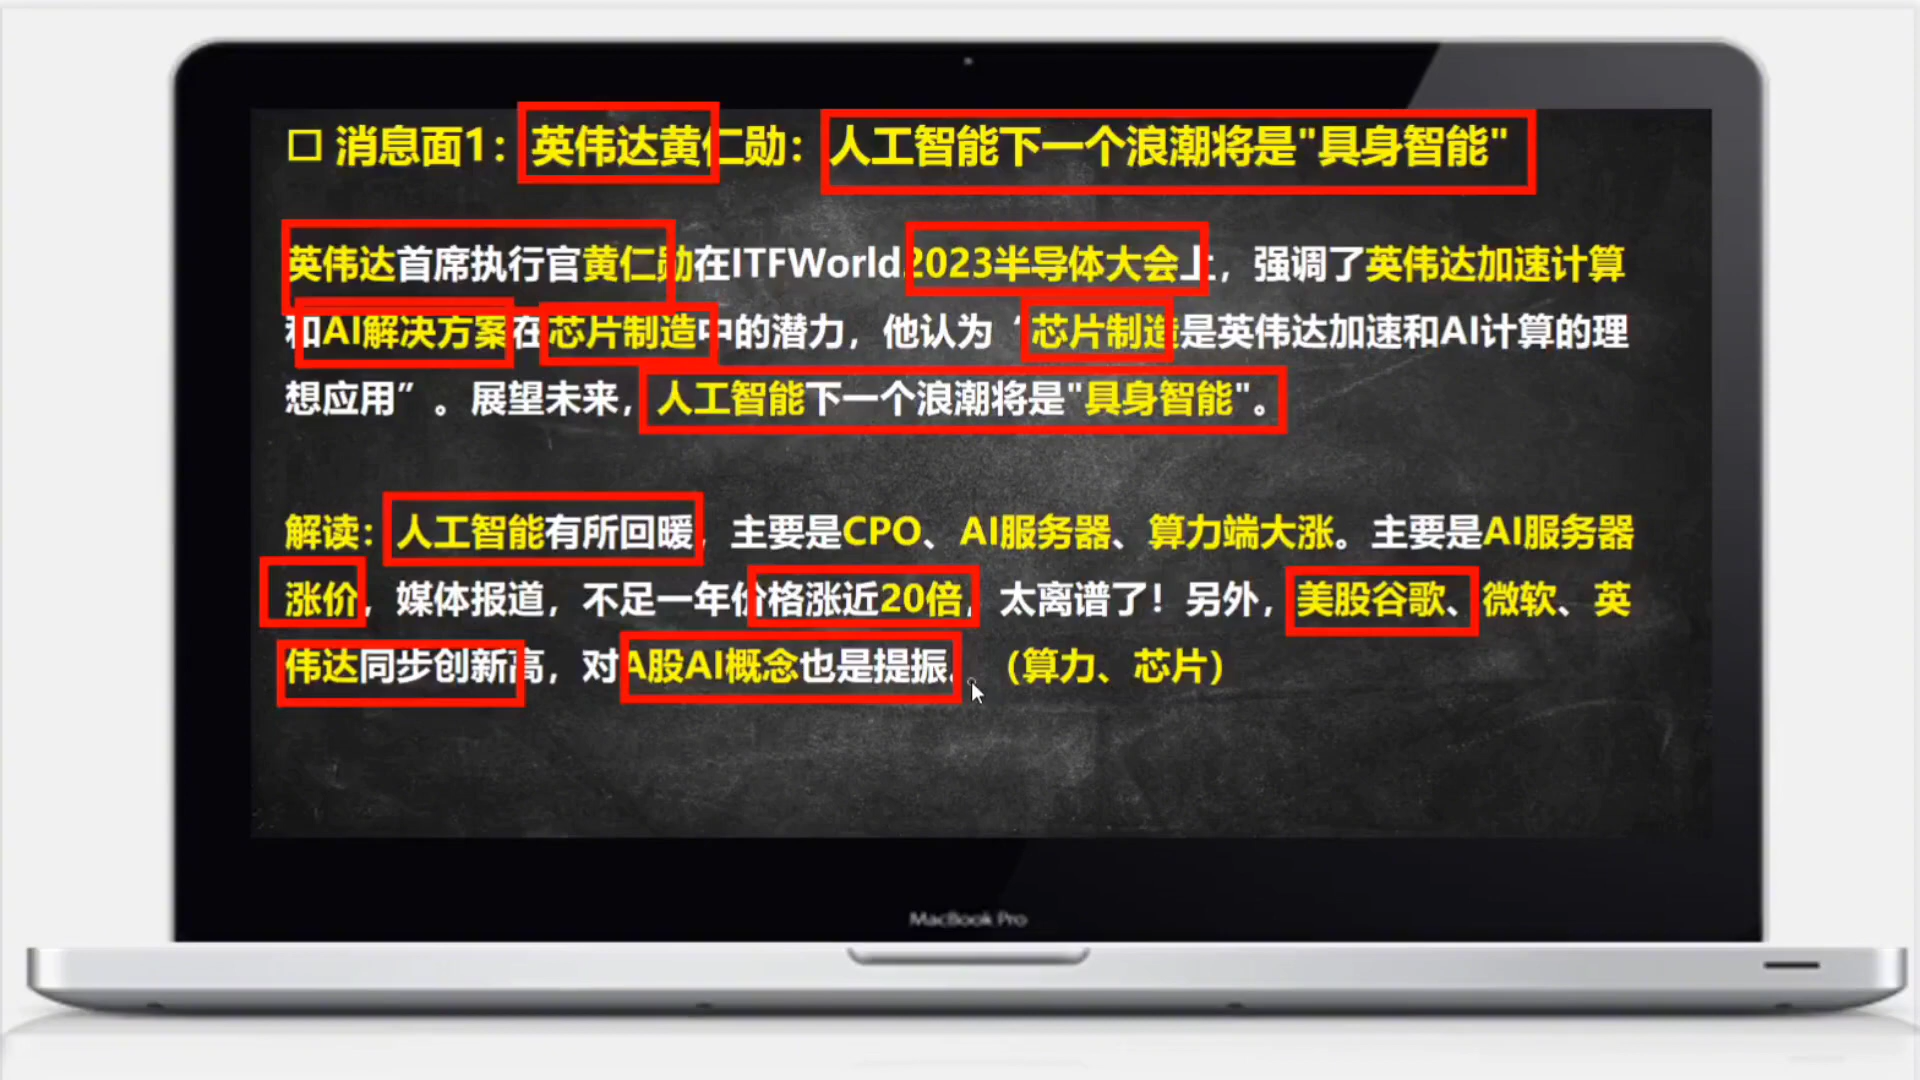 □ 消息面1：英伟达黄仁勋：人工智能下一个浪潮将是"具身智能"
英伟达首席执行官黄仁勋在ITFWorld 2023半导体大会上，强调了英伟达加速计算
和AI解决方案在芯片制造中的潜力，他认为“芯片制造是英伟达加速和AI计算的理
想应用”。展望未来，人工智能下一个浪潮将是"具身智能"。
解读：人工智能有所回暖，主要是CPO、AI服务器、算力端大涨。主要是AI服务器
涨价，媒体报道，不足一年价格涨近20倍，太离谱了！另外，美股谷歌、微软、英
伟达同步创新高，对A股AI概念也是提振。（算力、芯片）
MacBook Pro